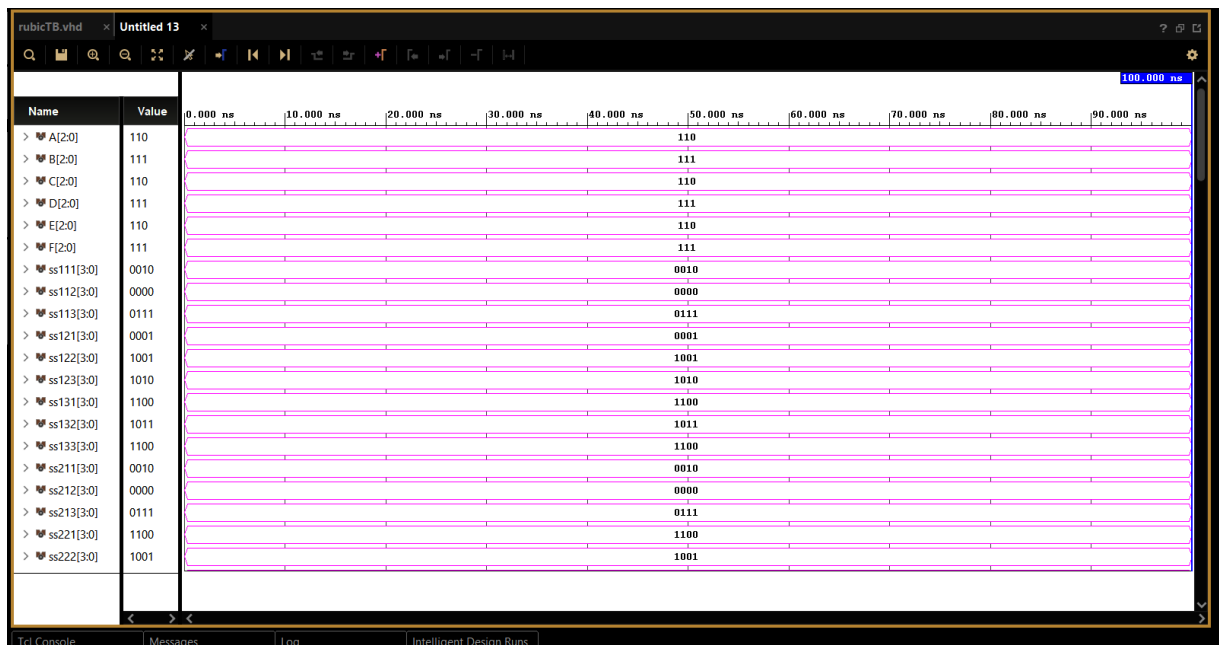 rubicTB.vhd × Untitled 13 ×
?
100.000 ns
Name Value 0.000 ns 10.000 ns 20.000 ns 30.000 ns 40.000 ns 50.000 ns 60.000 ns 70.000 ns 80.000 ns 90.000 ns
> A[2:0] 110 110
> B[2:0] 111 111
> C[2:0] 110 110
> D[2:0] 111 111
> E[2:0] 110 110
> F[2:0] 111 111
> ss111[3:0] 0010 0010
> ss112[3:0] 0000 0000
> ss113[3:0] 0111 0111
> ss121[3:0] 0001 0001
> ss122[3:0] 1001 1001
> ss123[3:0] 1010 1010
> ss131[3:0] 1100 1100
> ss132[3:0] 1011 1011
> ss133[3:0] 1100 1100
> ss211[3:0] 0010 0010
> ss212[3:0] 0000 0000
> ss213[3:0] 0111 0111
> ss221[3:0] 1100 1100
> ss222[3:0] 1001 1001
Tcl Console Messages Log Intelligent Design Runs